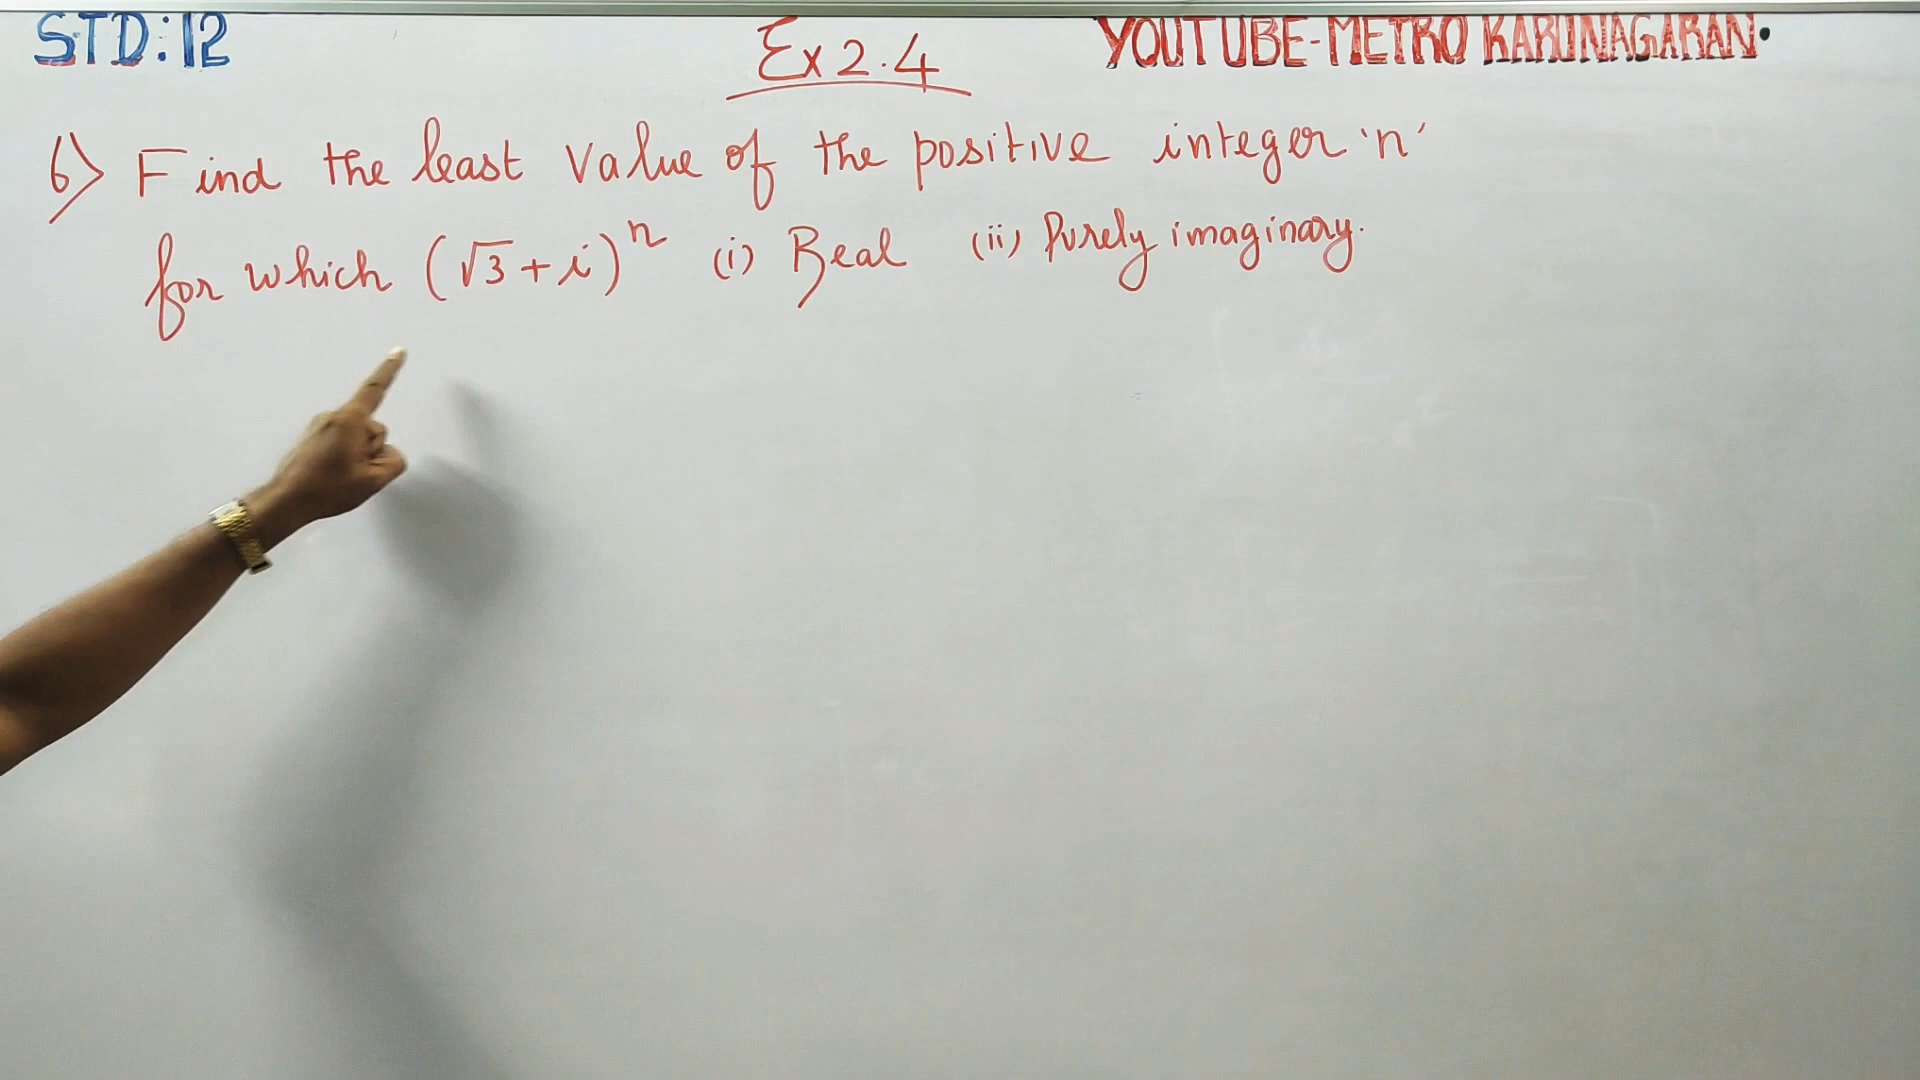 STD:12
Ex 2.4
YOUTUBE-METRO KARUNAGARAN.
6) Find the least value of the positive integer 'n'
for which (√3+i)ⁿ (i) Real (ii) Purely imaginary.